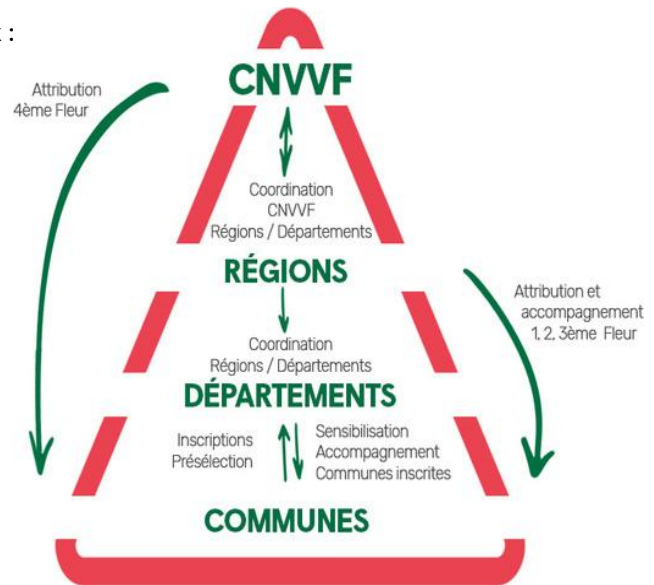 :
CNVVF
Attribution
4ème Fleur
Coordination
CNVVF
Régions / Départements
RÉGIONS
Attribution et
accompagnement
1, 2, 3ème Fleur
Coordination
Régions / Départements
DÉPARTEMENTS
Inscriptions
Présélection
Sensibilisation
Accompagnement
Communes inscrites
COMMUNES